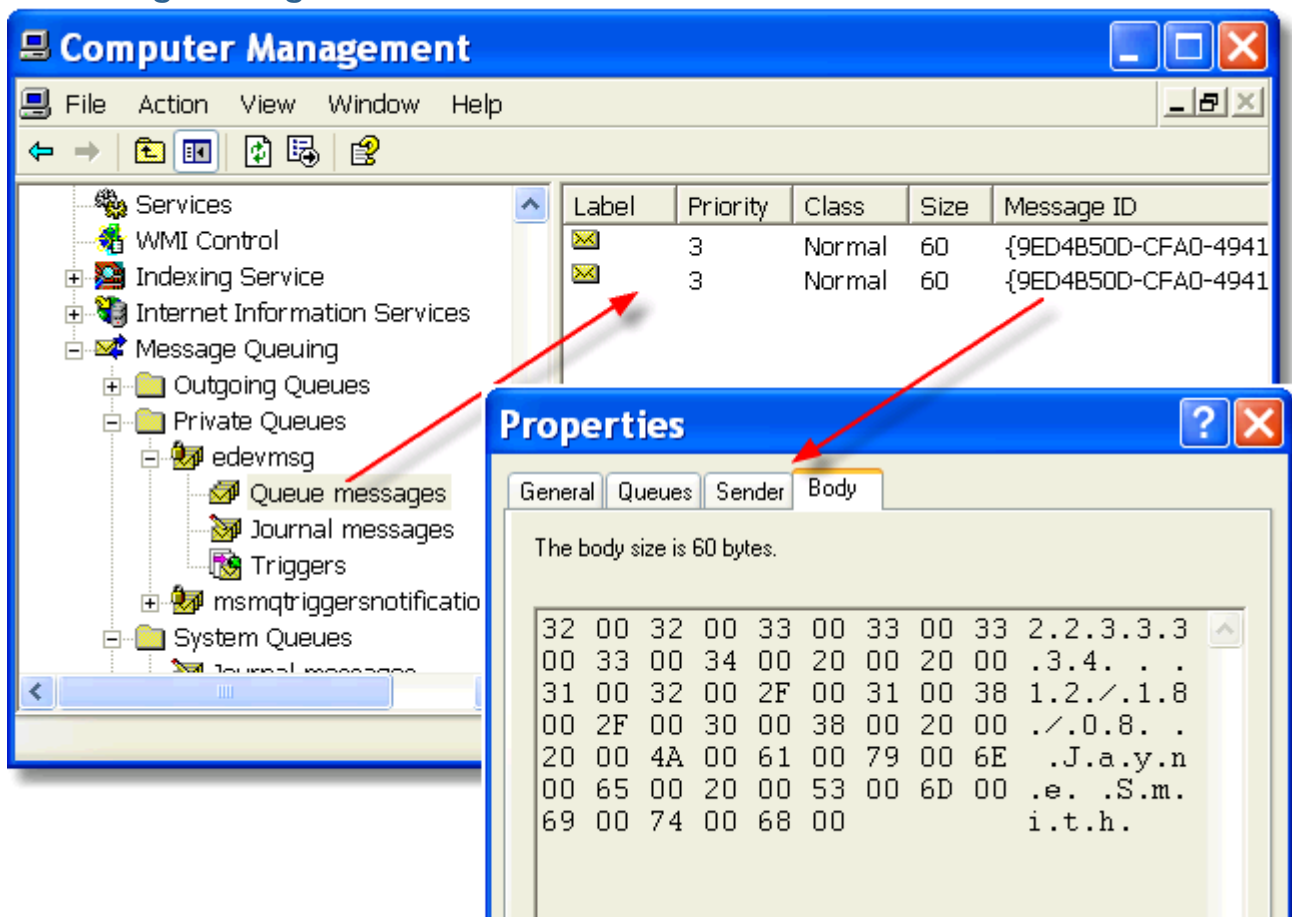 Computer Management
File Action View Window Help
Label Priority Class Size Message ID
3 Normal 60 {9ED4B50D-CFA0-4941
3 Normal 60 {9ED4B50D-CFA0-4941
Services
WMI Control
Indexing Service
Internet Information Services
Message Queuing
Outgoing Queues
Private Queues
edevmsg
Queue messages
Journal messages
Triggers
msmqtriggersnotificatio
System Queues
Journal messages
Properties
General Queues Sender Body
The body size is 60 bytes.
32 00 32 00 33 00 33 00 33 2.2.3.3.3
00 33 00 34 00 20 00 20 00 .3.4. . .
31 00 32 00 2F 00 31 00 38 1.2./.1.8
00 2F 00 30 00 38 00 20 00 ./.0.8. .
20 00 4A 00 61 00 79 00 6E .J.a.y.n
00 65 00 20 00 53 00 6D 00 .e. .S.m.
69 00 74 00 68 00 i.t.h.